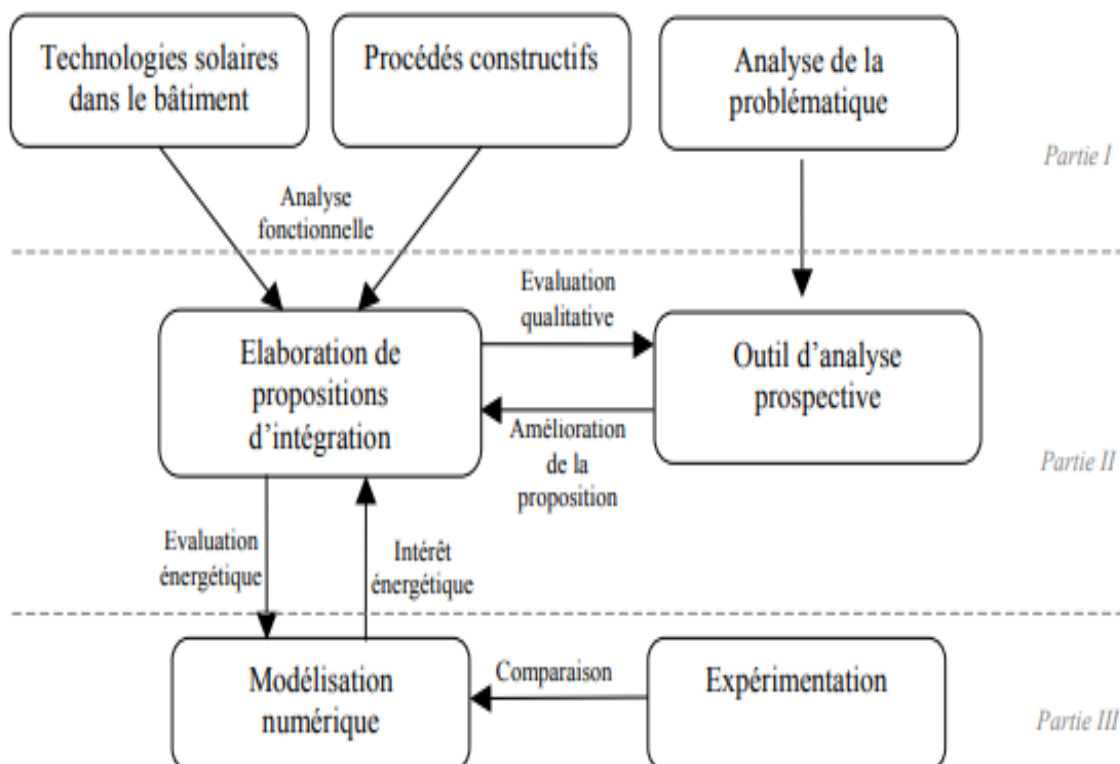 Technologies solaires
dans le bâtiment
Procédés constructifs
Analyse de la
problématique
Partie I
Analyse
fonctionnelle
Evaluation
qualitative
Elaboration de
propositions
d'intégration
Outil d'analyse
prospective
Amélioration
de la
proposition
Partie II
Evaluation
énergétique
Intérêt
énergétique
Modélisation
numérique
Comparaison
Expérimentation
Partie III